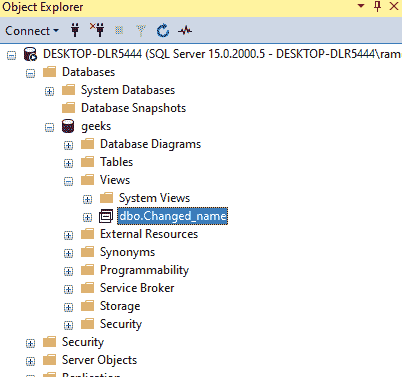 Object Explorer
Connect
DESKTOP-DLR5444 (SQL Server 15.0.2000.5 - DESKTOP-DLR5444\ram
Databases
System Databases
Database Snapshots
geeks
Database Diagrams
Tables
Views
System Views
dbo.Changed_name
External Resources
Synonyms
Programmability
Service Broker
Storage
Security
Security
Server Objects
Replication